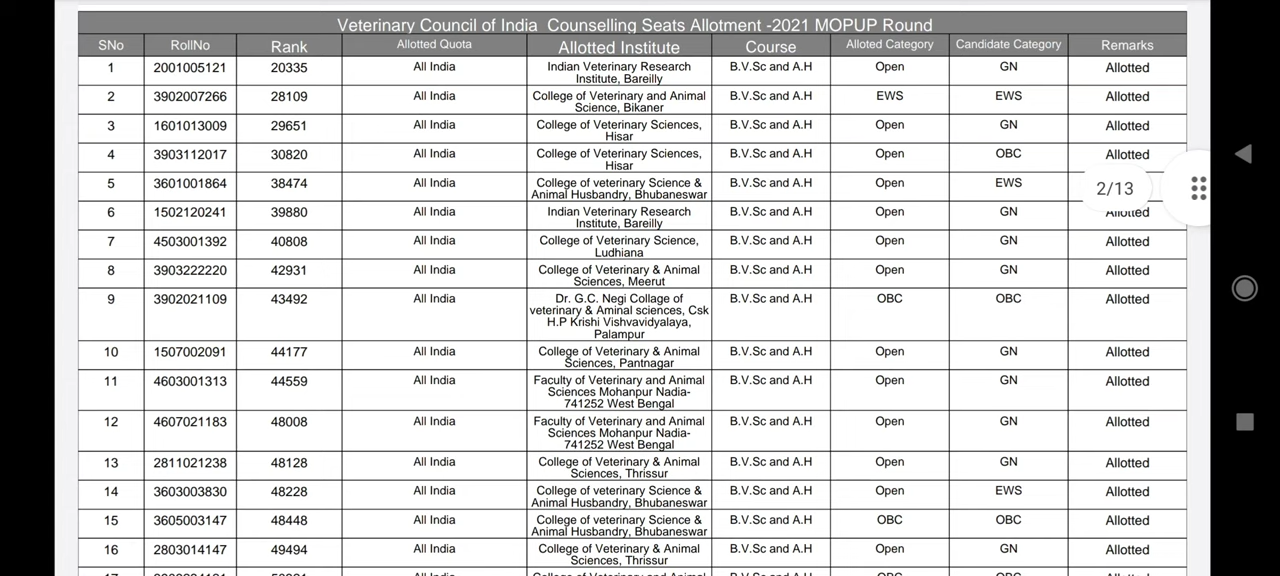 Veterinary Council of India Counselling Seats Allotment -2021 MOPUP Round
SNo RollNo Rank Allotted Quota Allotted Institute Course Alloted Category Candidate Category Remarks
1 2001005121 20335 All India Indian Veterinary Research B.V.Sc and A.H Open GN Allotted
Institute, Bareilly
2 3902007266 28109 All India College of Veterinary and Animal B.V.Sc and A.H EWS EWS Allotted
Science, Bikaner
3 1601013009 29651 All India College of Veterinary Sciences, B.V.Sc and A.H Open GN Allotted
Hisar
4 3903112017 30820 All India College of Veterinary Sciences, B.V.Sc and A.H Open OBC Allotted
Hisar
5 3601001864 38474 All India College of veterinary Science & B.V.Sc and A.H Open EWS
Animal Husbandry, Bhubaneswar
2/13
6 1502120241 39880 All India Indian Veterinary Research B.V.Sc and A.H Open GN Allotted
Institute, Bareilly
7 4503001392 40808 All India College of Veterinary Science, B.V.Sc and A.H Open GN Allotted
Ludhiana
8 3903222220 42931 All India College of Veterinary & Animal B.V.Sc and A.H Open GN Allotted
Sciences, Meerut
9 3902021109 43492 All India Dr. G.C. Negi Collage of B.V.Sc and A.H OBC OBC Allotted
veterinary & Aminal sciences, Csk
H.P Krishi Vishvavidyalaya,
Palampur
10 1507002091 44177 All India College of Veterinary & Animal B.V.Sc and A.H Open GN Allotted
Sciences, Pantnagar
11 4603001313 44559 All India Faculty of Veterinary and Animal B.V.Sc and A.H Open GN Allotted
Sciences Mohanpur Nadia-
741252 West Bengal
12 4607021183 48008 All India Faculty of Veterinary and Animal B.V.Sc and A.H Open GN Allotted
Sciences Mohanpur Nadia-
741252 West Bengal
13 2811021238 48128 All India College of Veterinary & Animal B.V.Sc and A.H Open GN Allotted
Sciences, Thrissur
14 3603003830 48228 All India College of veterinary Science & B.V.Sc and A.H Open EWS Allotted
Animal Husbandry, Bhubaneswar
15 3605003147 48448 All India College of veterinary Science & B.V.Sc and A.H OBC OBC Allotted
Animal Husbandry, Bhubaneswar
16 2803014147 49494 All India College of Veterinary & Animal B.V.Sc and A.H Open GN Allotted
Sciences, Thrissur